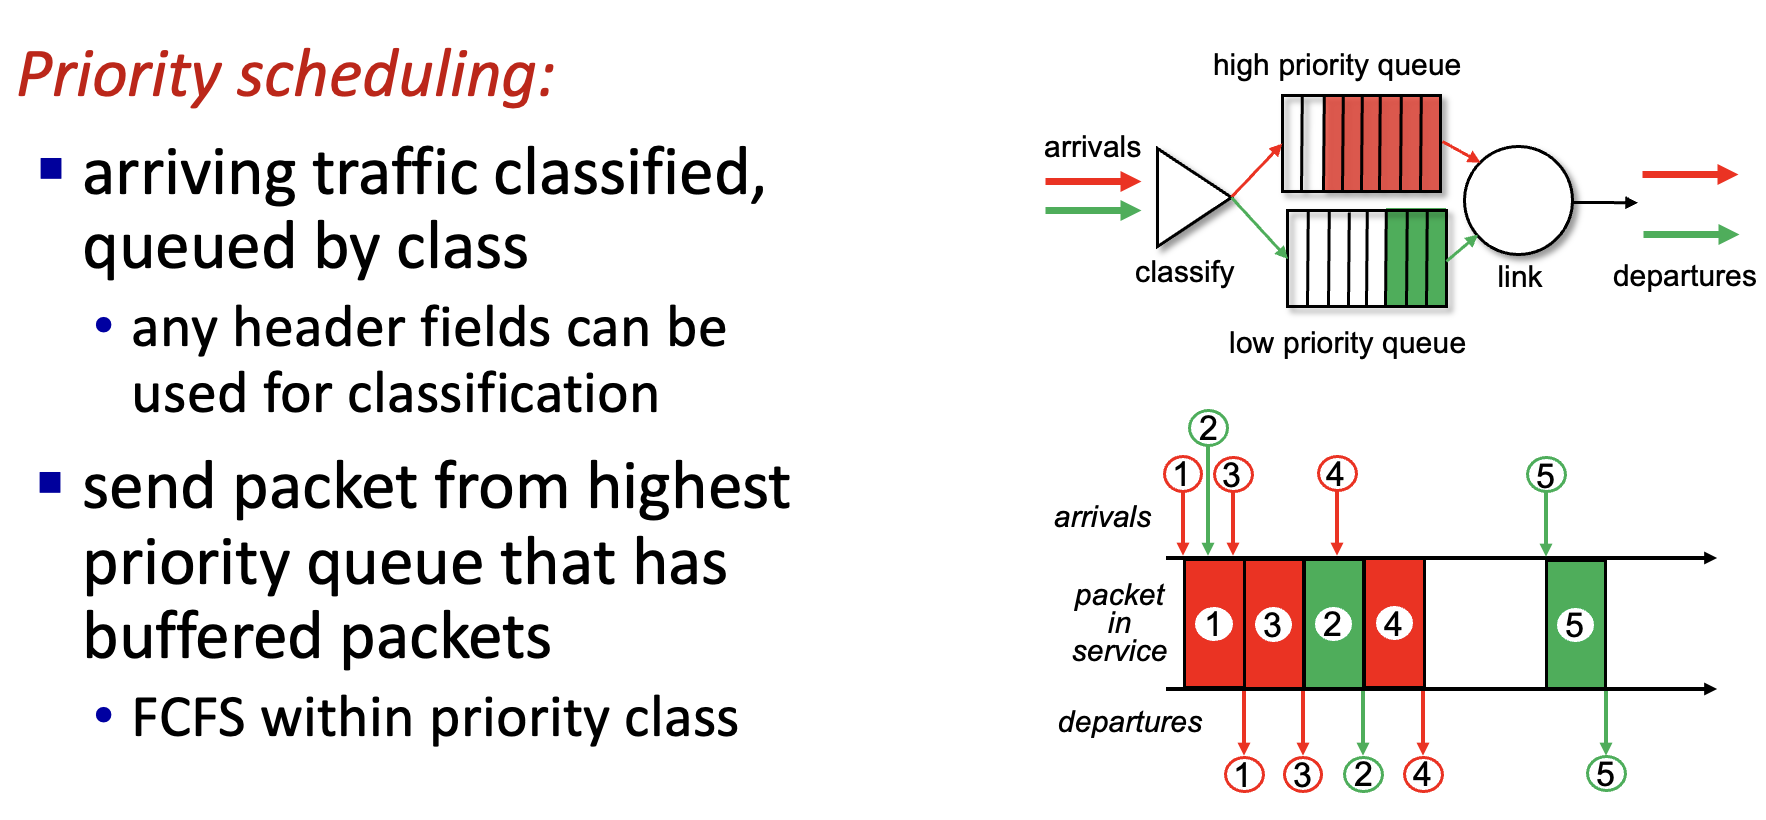 Priority scheduling:
arriving traffic classified,
queued by class
any header fields can be
used for classification
send packet from highest
priority queue that has
buffered packets
FCFS within priority class
high priority queue
arrivals
classify
link
departures
low priority queue
2
1 3 4 5
arrivals
packet
in
service
1 3 2 4 5
departures
1 3 2 4 5